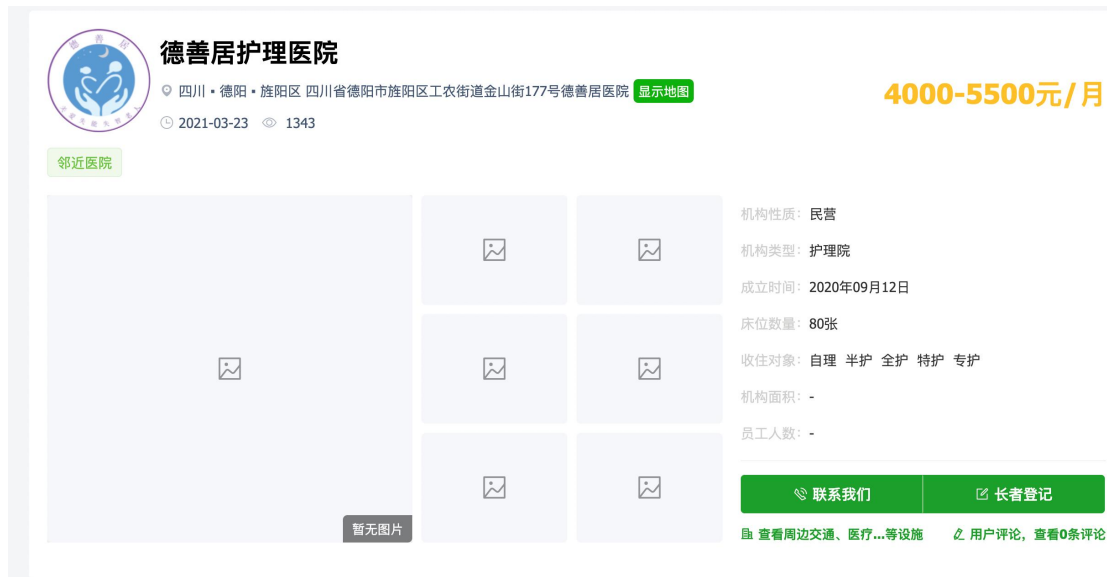 德善居护理医院
四川•德阳•旌阳区 四川省德阳市旌阳区工农街道金山街177号德善居医院 显示地图
4000-5500元/月
2021-03-23 1343
邻近医院
机构性质：民营
机构类型：护理院
成立时间：2020年09月12日
床位数量：80张
收住对象：自理 半护 全护 特护 专护
机构面积：-
员工人数：-
暂无图片
联系我们 长者登记
查看周边交通、医疗...等设施 用户评论，查看0条评论
德善居